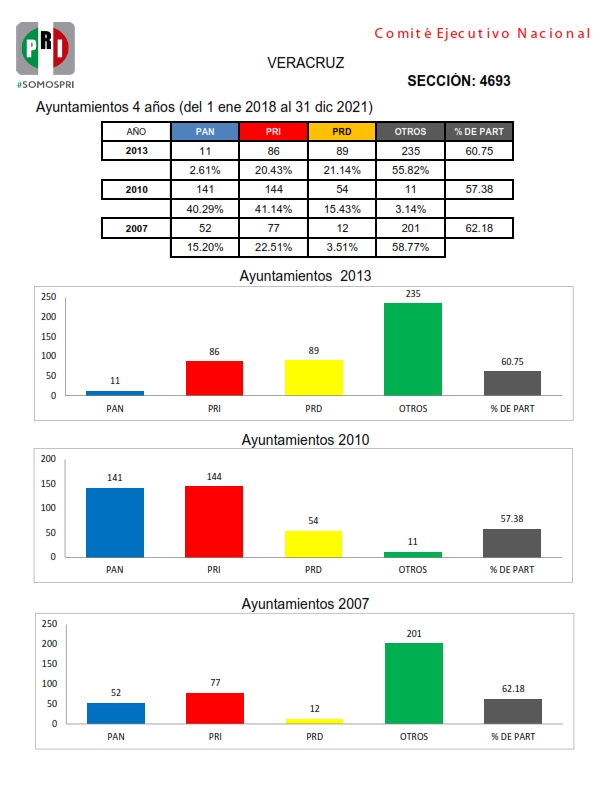 Comité Ejecutivo Nacional
PRI
#SOMOSPRI
VERACRUZ
SECCIÓN: 4693
Ayuntamientos 4 años (del 1 ene 2018 al 31 dic 2021)
AÑO PAN PRI PRD OTROS % DE PART
2013 11 86 89 235 60.75
2.61% 20.43% 21.14% 55.82%
2010 141 144 54 11 57.38
40.29% 41.14% 15.43% 3.14%
2007 52 77 12 201 62.18
15.20% 22.51% 3.51% 58.77%
Ayuntamientos 2013
250
200
150
100
50
0
11 86 89 235 60.75
PAN PRI PRD OTROS % DE PART
Ayuntamientos 2010
200
150
100
50
0
141 144 54 11 57.38
PAN PRI PRD OTROS % DE PART
Ayuntamientos 2007
250
200
150
100
50
0
52 77 12 201 62.18
PAN PRI PRD OTROS % DE PART